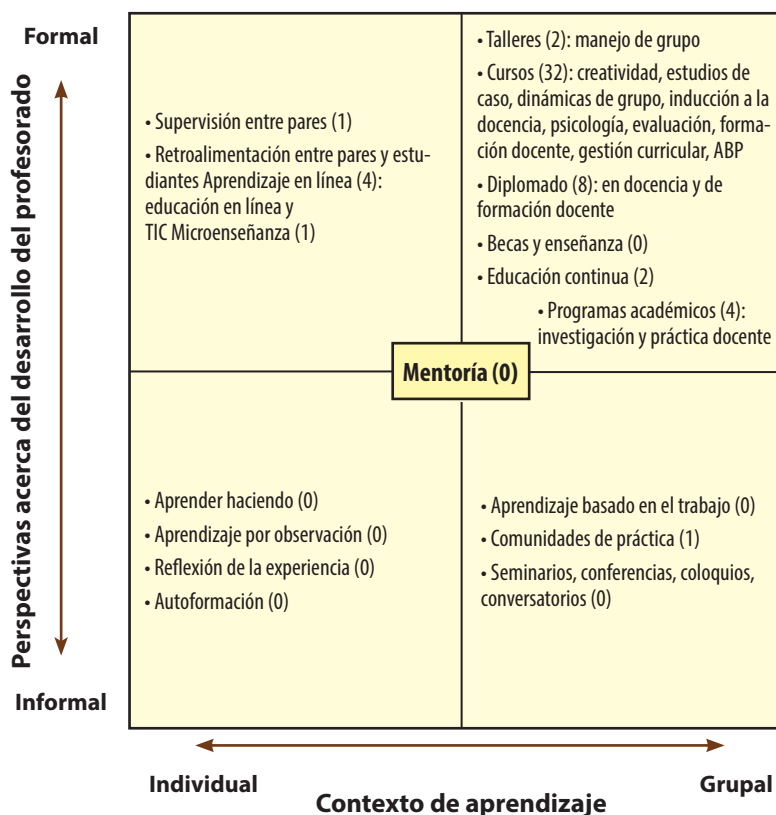 Formal
Perspectivas acerca del desarrollo del profesorado
Informal
• Supervisión entre pares (1)
• Retroalimentación entre pares y estu-
diantes Aprendizaje en línea (4):
educación en línea y
TIC Microenseñanza (1)
• Talleres (2): manejo de grupo
• Cursos (32): creatividad, estudios de
caso, dinámicas de grupo, inducción a la
docencia, psicología, evaluación, forma-
ción docente, gestión curricular, ABP
• Diplomado (8): en docencia y de
formación docente
• Becas y enseñanza (0)
• Educación continua (2)
• Programas académicos (4):
investigación y práctica docente
Mentoría (0)
• Aprender haciendo (0)
• Aprendizaje por observación (0)
• Reflexión de la experiencia (0)
• Autoformación (0)
• Aprendizaje basado en el trabajo (0)
• Comunidades de práctica (1)
• Seminarios, conferencias, coloquios,
conversatorios (0)
Individual
Grupal
Contexto de aprendizaje